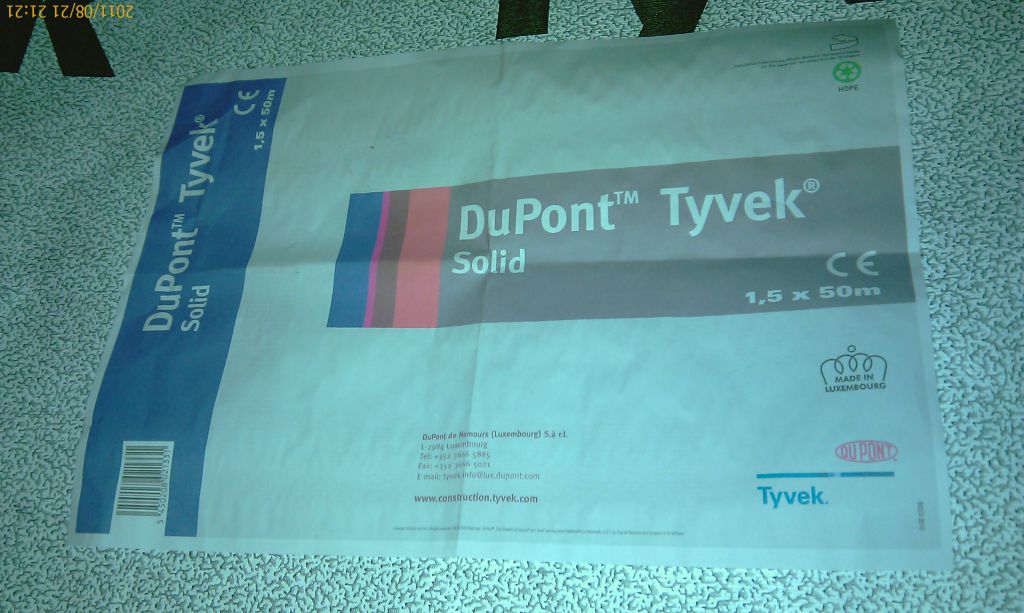 2011/08/21 21:21
DuPont™ Tyvek®
Solid
CE
1,5 x 50m
HDPE
DuPont™ Tyvek®
Solid
CE
1,5 x 50m
MADE IN
LUXEMBOURG
DuPont de Nemours (Luxembourg) S.à r.l.
L-2984 Luxembourg
Tel: +352 3666 5885
Fax: +352 3666 5021
E-mail: tyvek.info@lux.dupont.com
www.construction.tyvek.com
DUPONT
Tyvek.